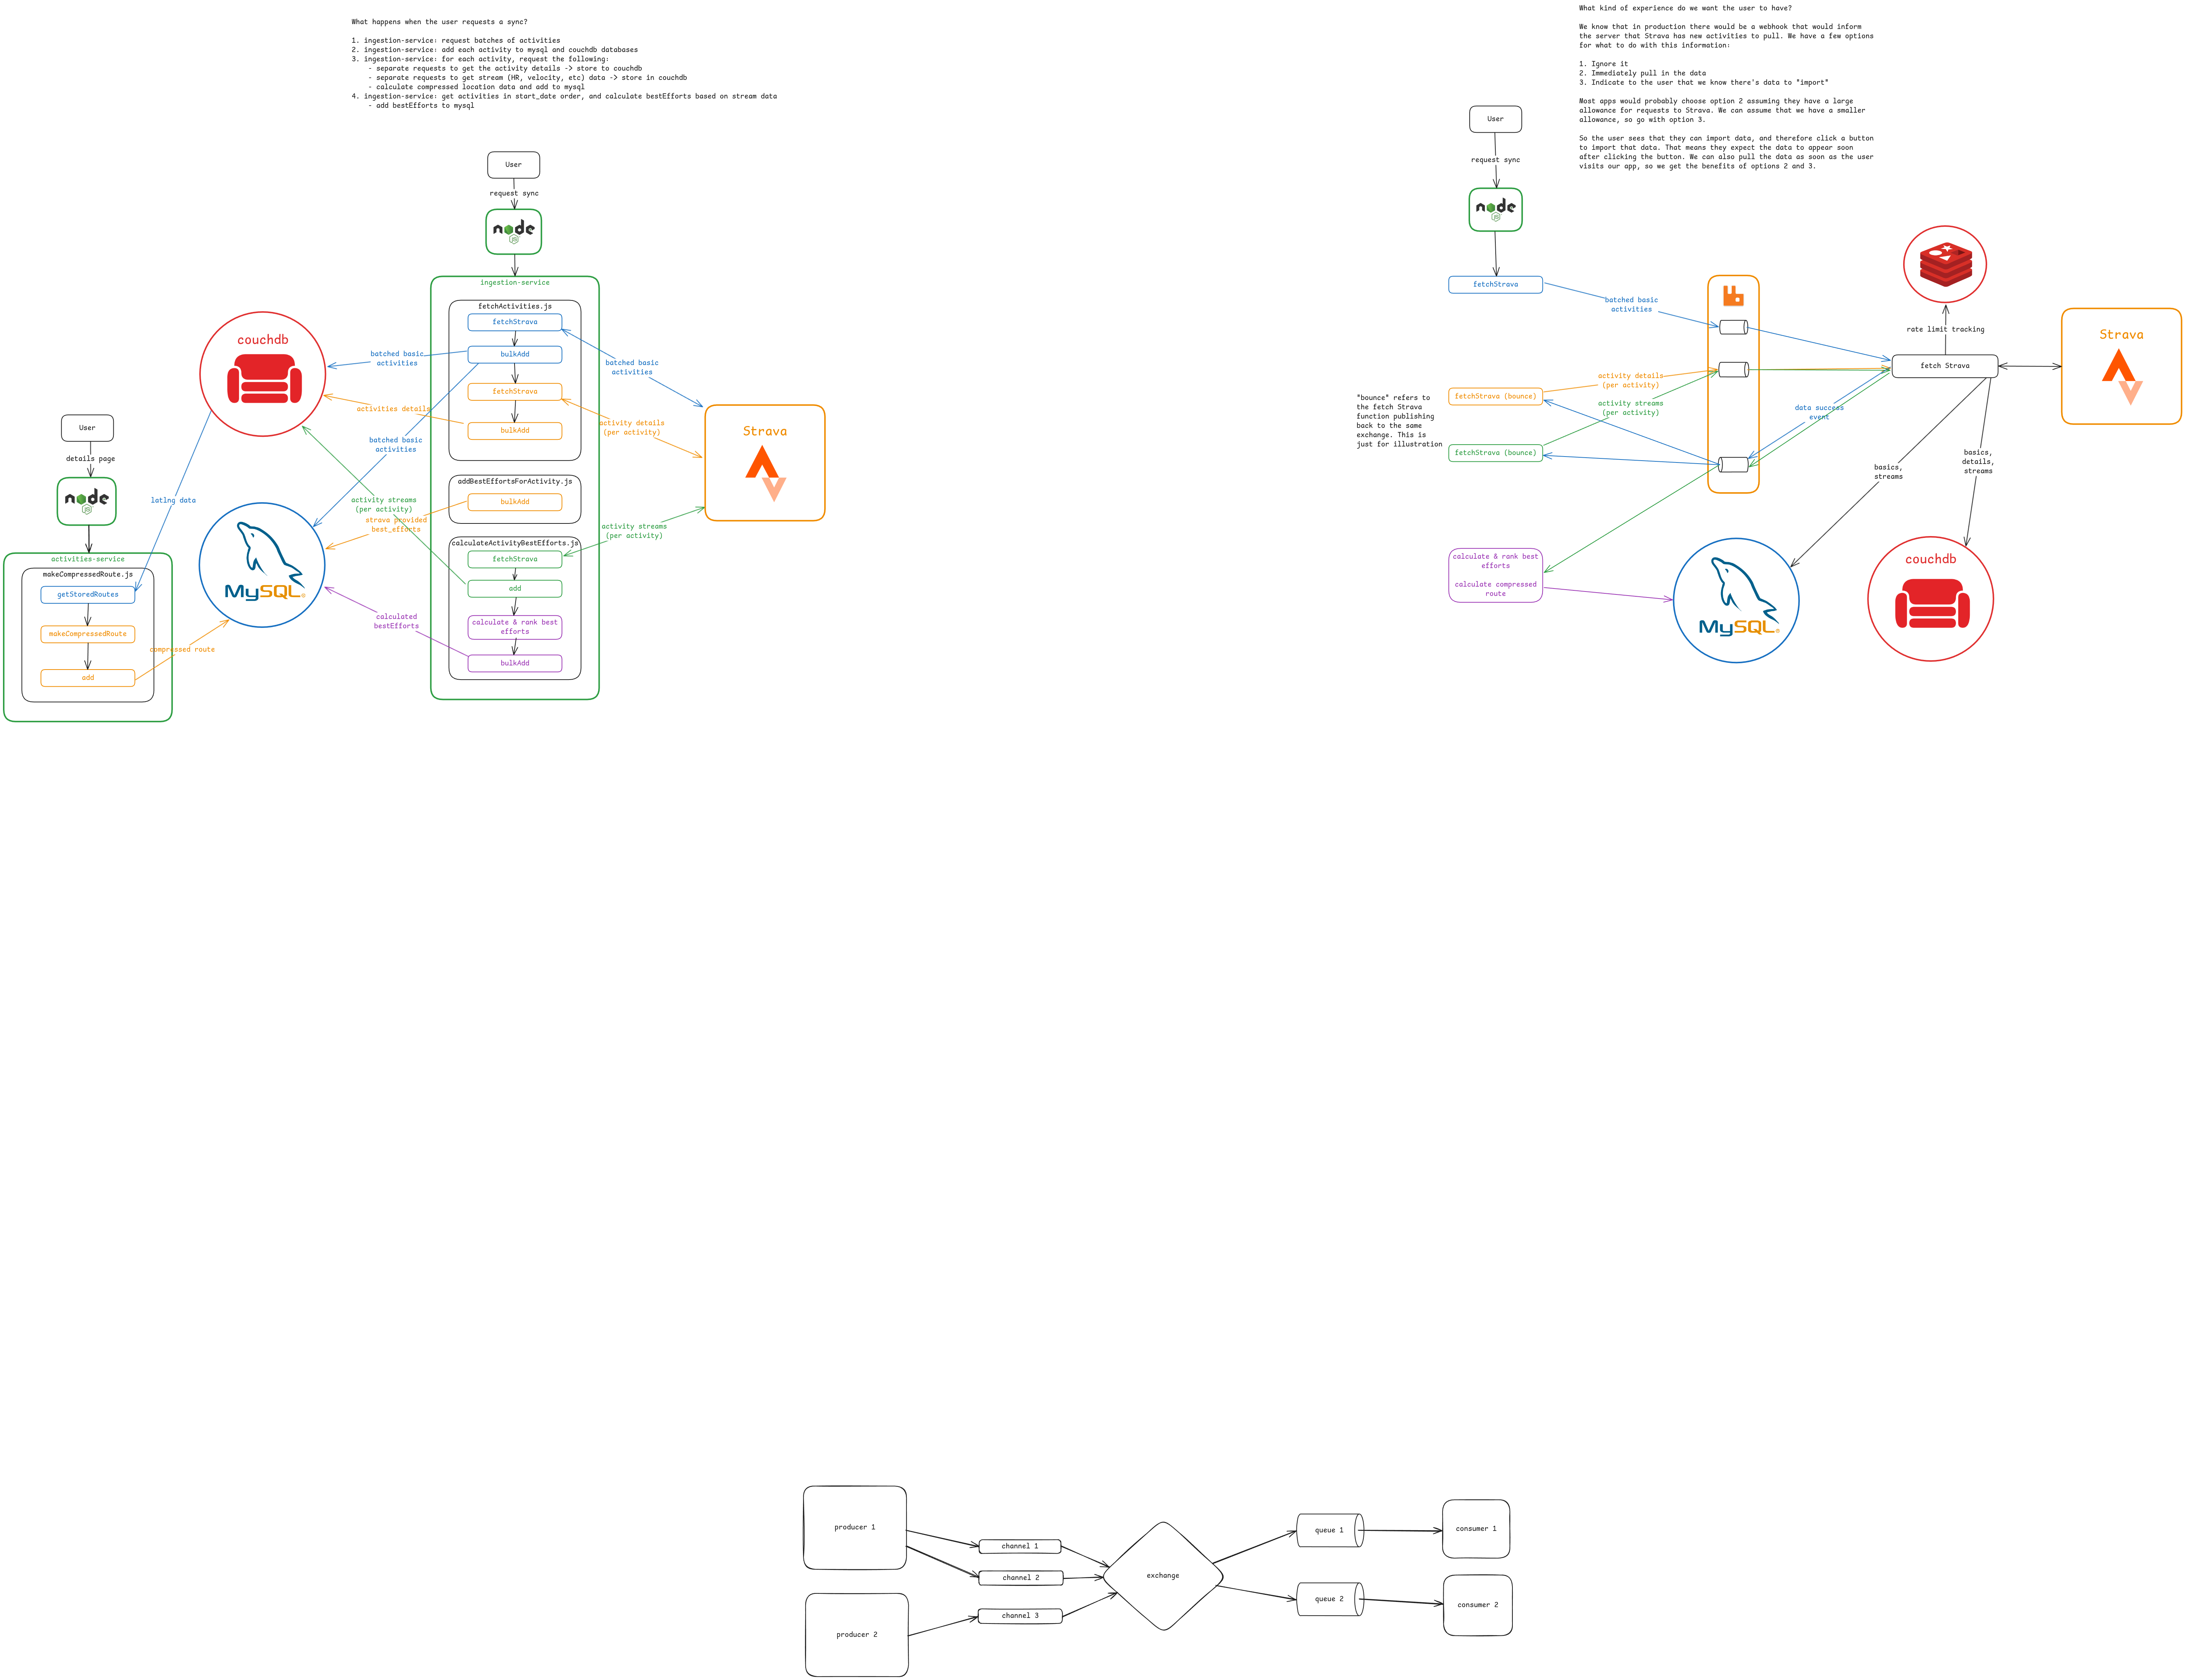 What happens when the user requests a sync?
1. ingestion-service: request batches of activities
2. ingestion-service: add each activity to mysql and couchdb databases
3. ingestion-service: for each activity, request the following:
- separate requests to get the activity details -> store to couchdb
- separate requests to get stream (HR, velocity, etc) data -> store in couchdb
- calculate compressed location data and add to mysql
4. ingestion-service: get activities in start_date order, and calculate bestEfforts based on stream data
- add bestEfforts to mysql
User
request sync
node
JS
ingestion-service
fetchActivities.js
fetchStrava
bulkAdd
fetchStrava
bulkAdd
addBestEffortsForActivity.js
bulkAdd
calculateActivityBestEfforts.js
fetchStrava
add
calculate & rank best
efforts
bulkAdd
couchdb
batched basic
activities
activities details
batched basic
activities
activity streams
(per activity)
strava provided
best_efforts
calculated
bestEfforts
MySQL
batched basic
activities
activity details
(per activity)
activity streams
(per activity)
Strava
User
details page
node
JS
activities-service
makeCompressedRoute.js
getStoredRoutes
makeCompressedRoute
add
latlng data
compressed route
What kind of experience do we want the user to have?
We know that in production there would be a webhook that would inform
the server that Strava has new activities to pull. We have a few options
for what to do with this information:
1. Ignore it
2. Immediately pull in the data
3. Indicate to the user that we know there's data to "import"
Most apps would probably choose option 2 assuming they have a large
allowance for requests to Strava. We can assume that we have a smaller
allowance, so go with option 3.
So the user sees that they can import data, and therefore click a button
to import that data. That means they expect the data to appear soon
after clicking the button. We can also pull the data as soon as the user
visits our app, so we get the benefits of options 2 and 3.
User
request sync
node
JS
fetchStrava
batched basic
activities
rate limit tracking
fetch Strava
Strava
"bounce" refers to
the fetch Strava
function publishing
back to the same
exchange. This is
just for illustration
fetchStrava (bounce)
activity details
(per activity)
activity streams
(per activity)
fetchStrava (bounce)
data success
event
basics,
streams
basics,
details,
streams
calculate & rank best
efforts
calculate compressed
route
MySQL
couchdb
producer 1
producer 2
channel 1
channel 2
channel 3
exchange
queue 1
queue 2
consumer 1
consumer 2